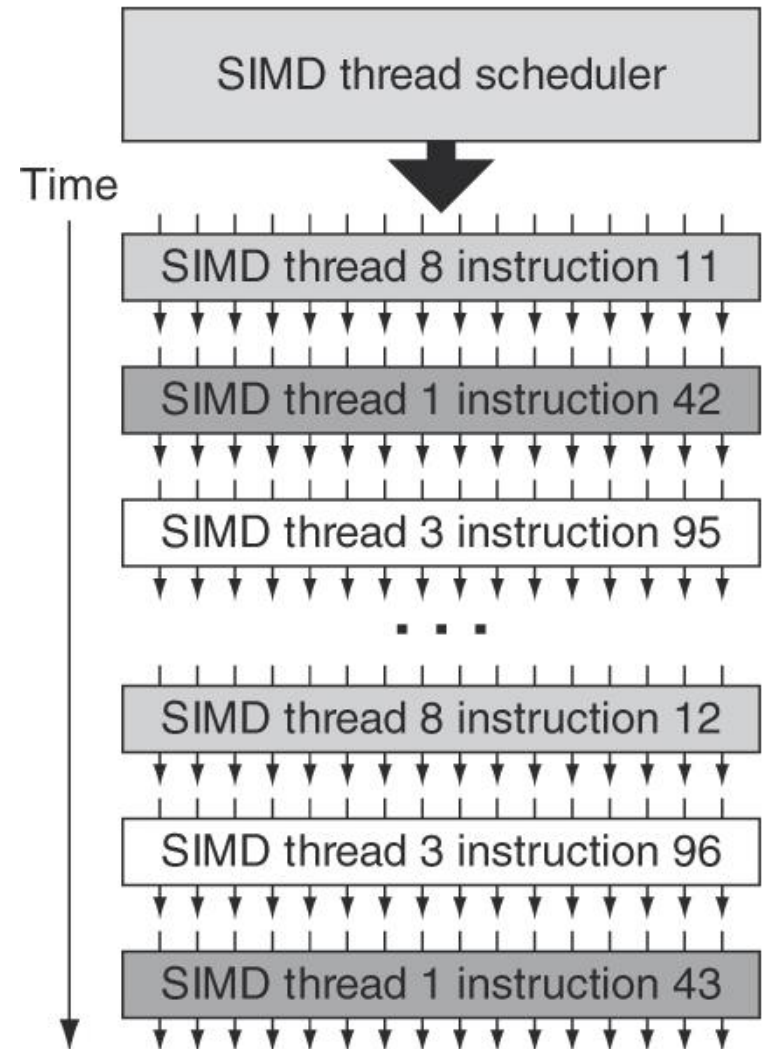 SIMD thread scheduler
Time
SIMD thread 8 instruction 11
SIMD thread 1 instruction 42
SIMD thread 3 instruction 95
. . .
SIMD thread 8 instruction 12
SIMD thread 3 instruction 96
SIMD thread 1 instruction 43